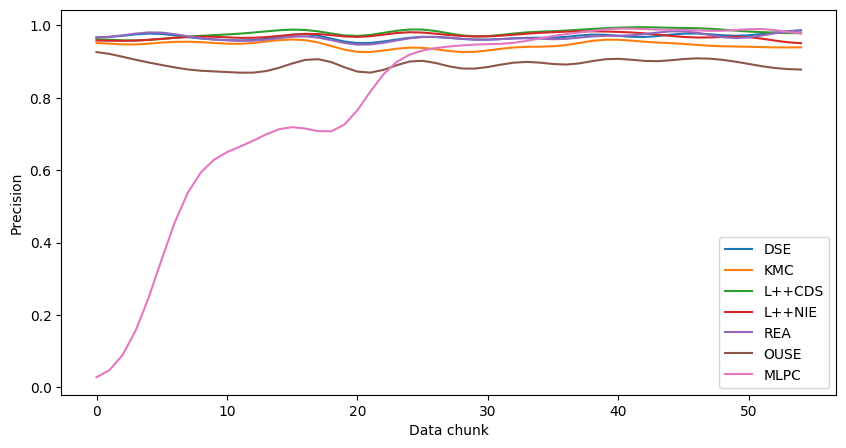 1.0
0.8
0.6
0.4
0.2
0.0
Precision
0
10
20
30
40
50
Data chunk
DSE
KMC
L++CDS
L++NIE
REA
OUSE
MLPC